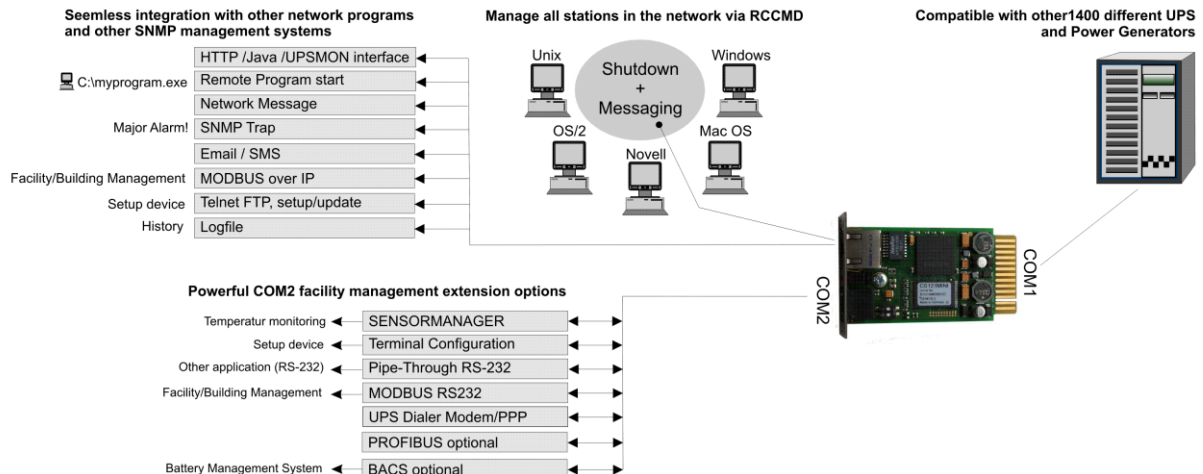 Seemless integration with other network programs
and other SNMP management systems
HTTP /Java /UPSMON interface
C:\myprogram.exe Remote Program start
Network Message
Major Alarm! SNMP Trap
Email / SMS
Facility/Building Management MODBUS over IP
Setup device Telnet FTP, setup/update
History Logfile
Manage all stations in the network via RCCMD
Unix
Windows
Shutdown
+
Messaging
OS/2
Mac OS
Novell
Compatible with other1400 different UPS
and Power Generators
COM1
COM2
CS121MINI
Powerful COM2 facility management extension options
Temperatur monitoring SENSORMANAGER
Setup device Terminal Configuration
Other application (RS-232) Pipe-Through RS-232
Facility/Building Management MODBUS RS232
UPS Dialer Modem/PPP
PROFIBUS optional
Battery Management System BACS optional